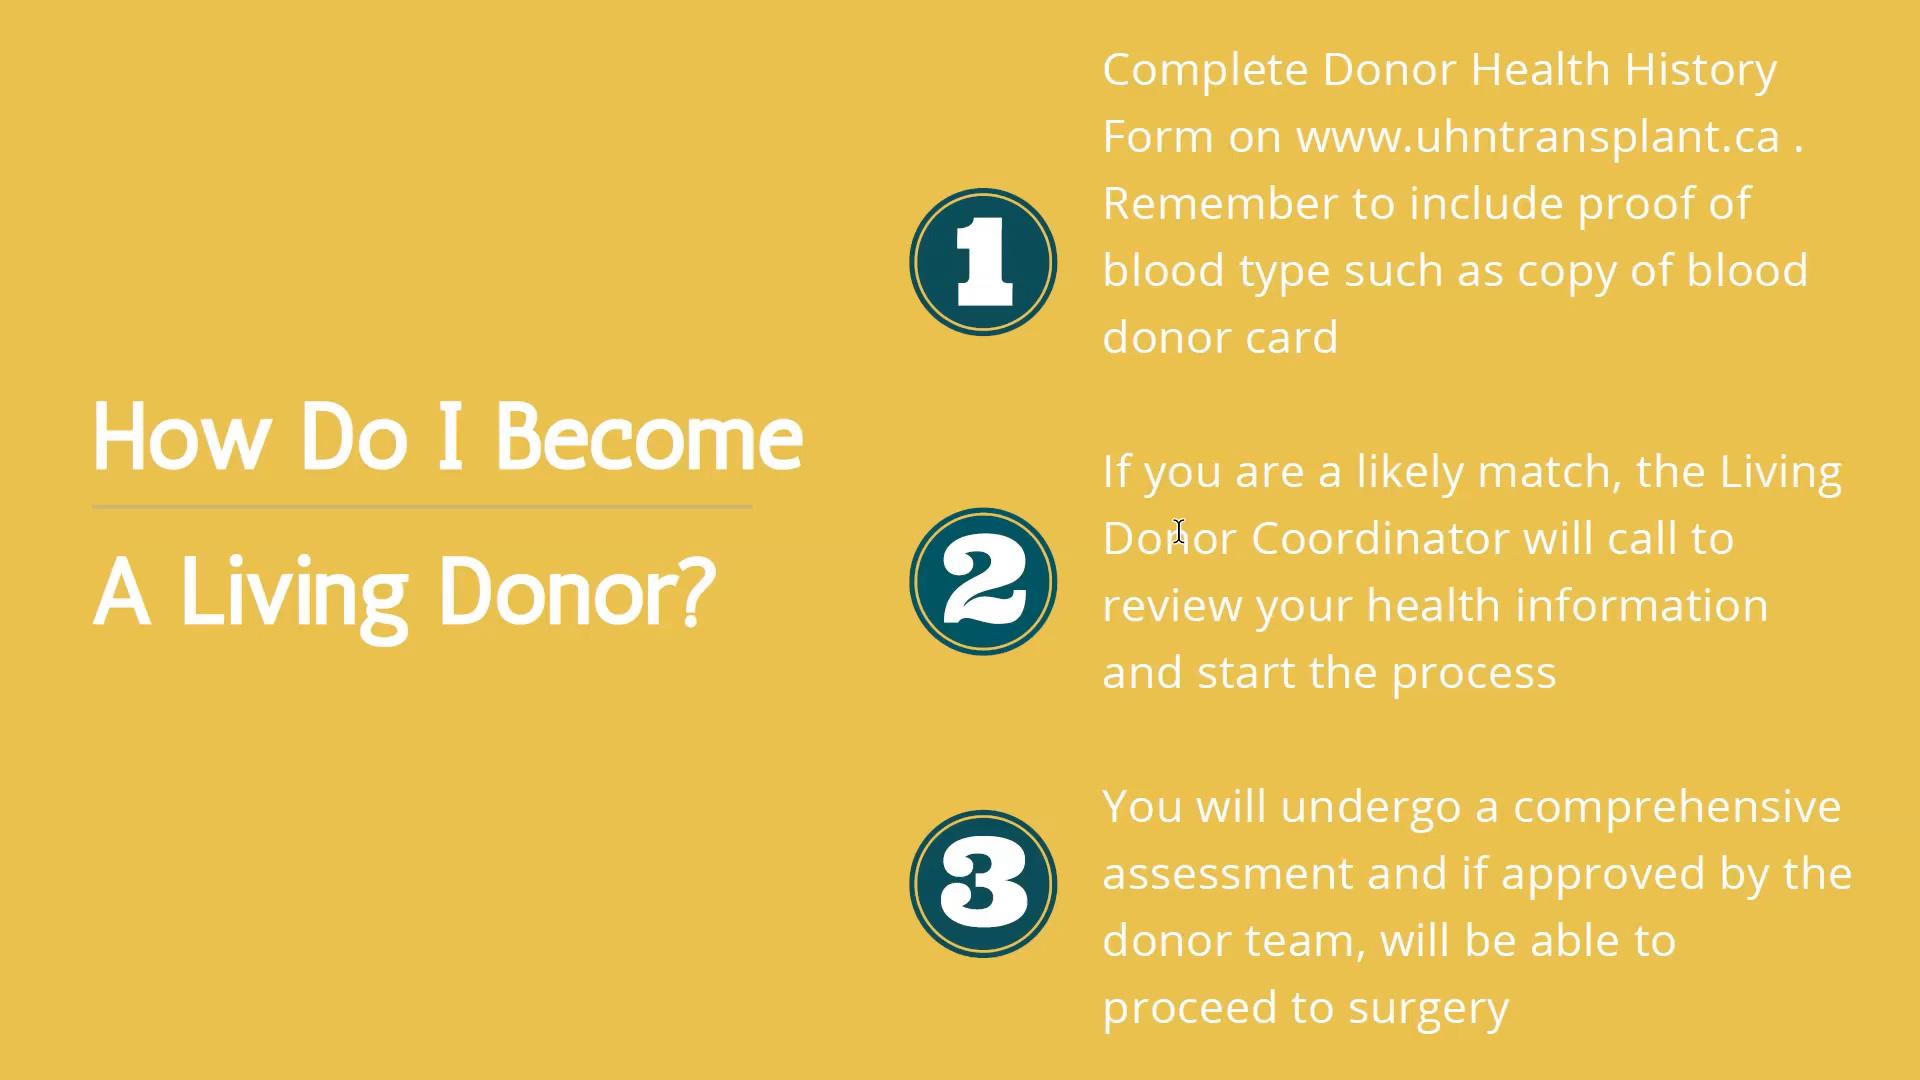 How Do I Become
A Living Donor?
1
Complete Donor Health History
Form on www.uhntransplant.ca .
Remember to include proof of
blood type such as copy of blood
donor card
2
If you are a likely match, the Living
Donor Coordinator will call to
review your health information
and start the process
3
You will undergo a comprehensive
assessment and if approved by the
donor team, will be able to
proceed to surgery